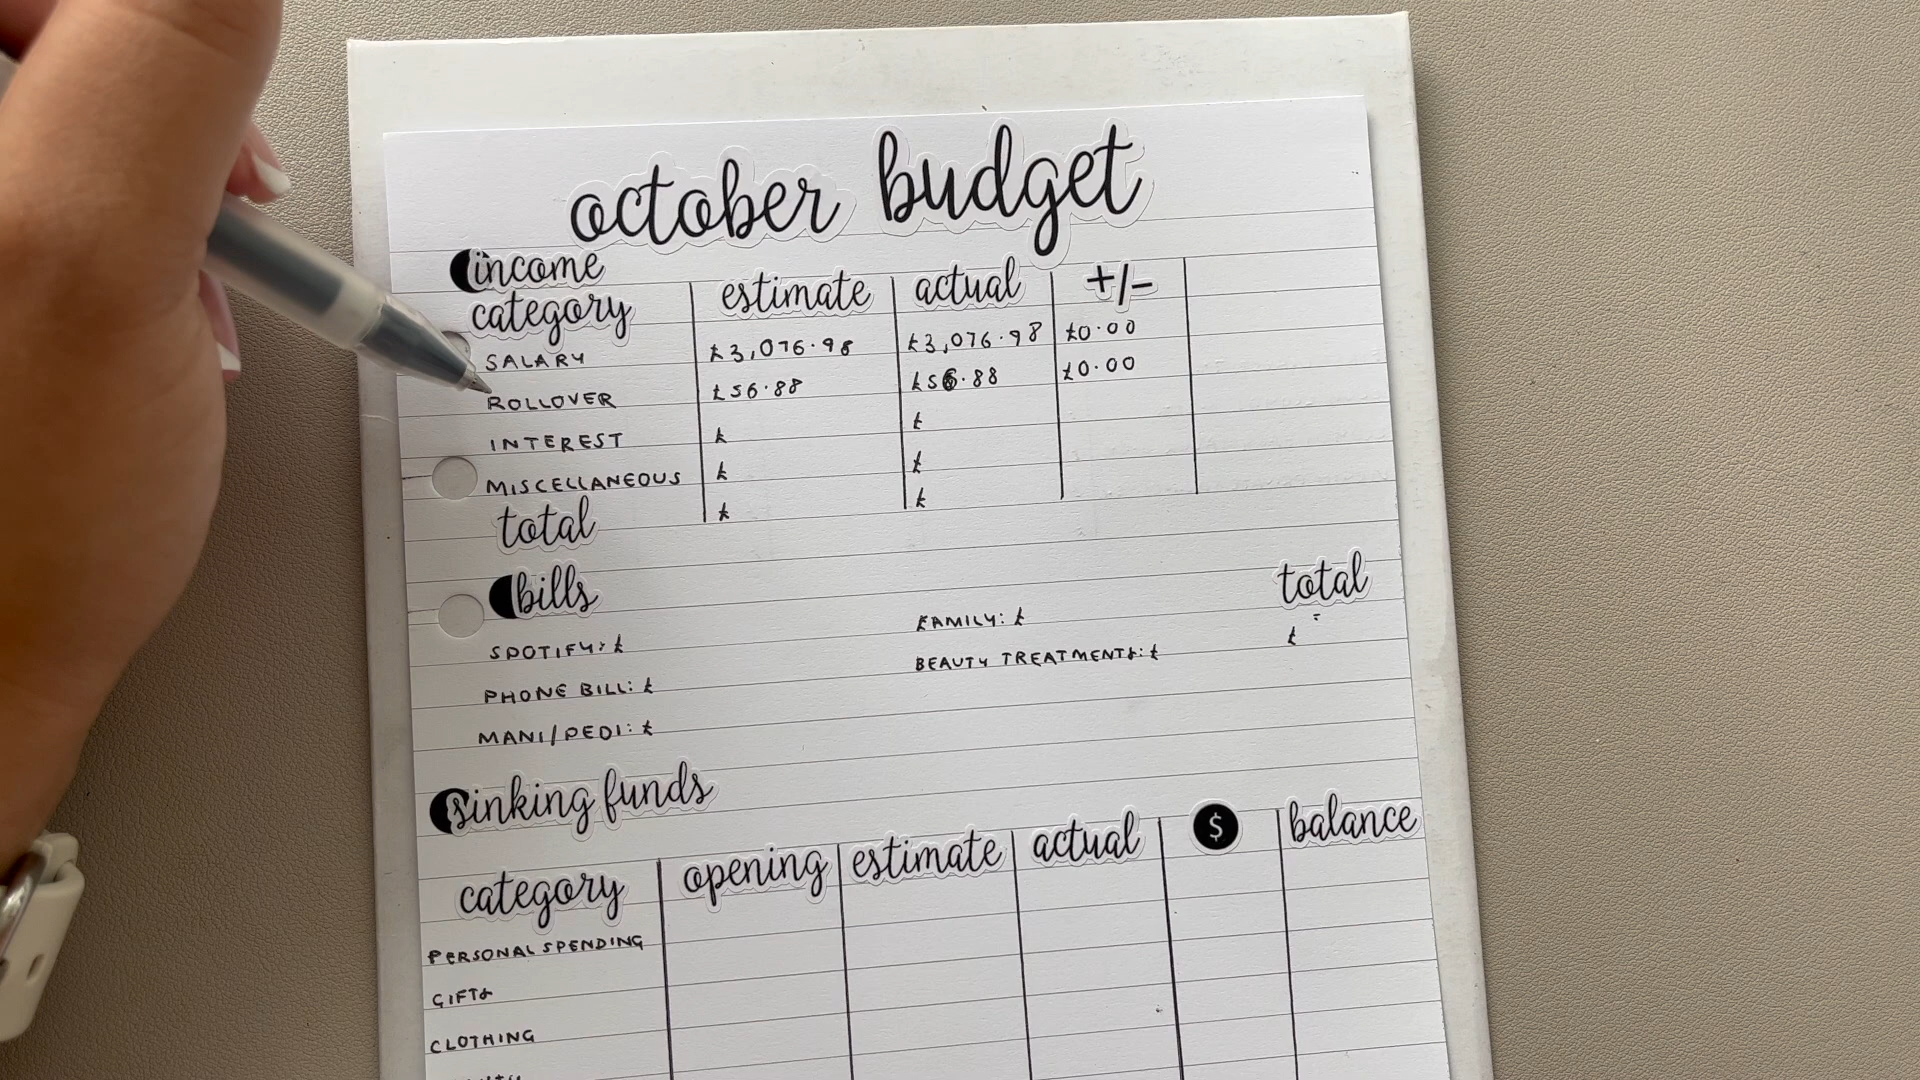 october budget
income
category estimate actual +/-
SALARY £3,076.98 £3,076.98 £0.00
ROLLOVER £56.88 £56.88 £0.00
INTEREST £ £
MISCELLANEOUS £ £
total £ £
bills total
SPOTIFY: £ FAMILY: £ £
PHONE BILL: £ BEAUTY TREATMENTS: £
MANI/PEDI: £
sinking funds
category opening estimate actual $ balance
PERSONAL SPENDING
GIFTS
CLOTHING